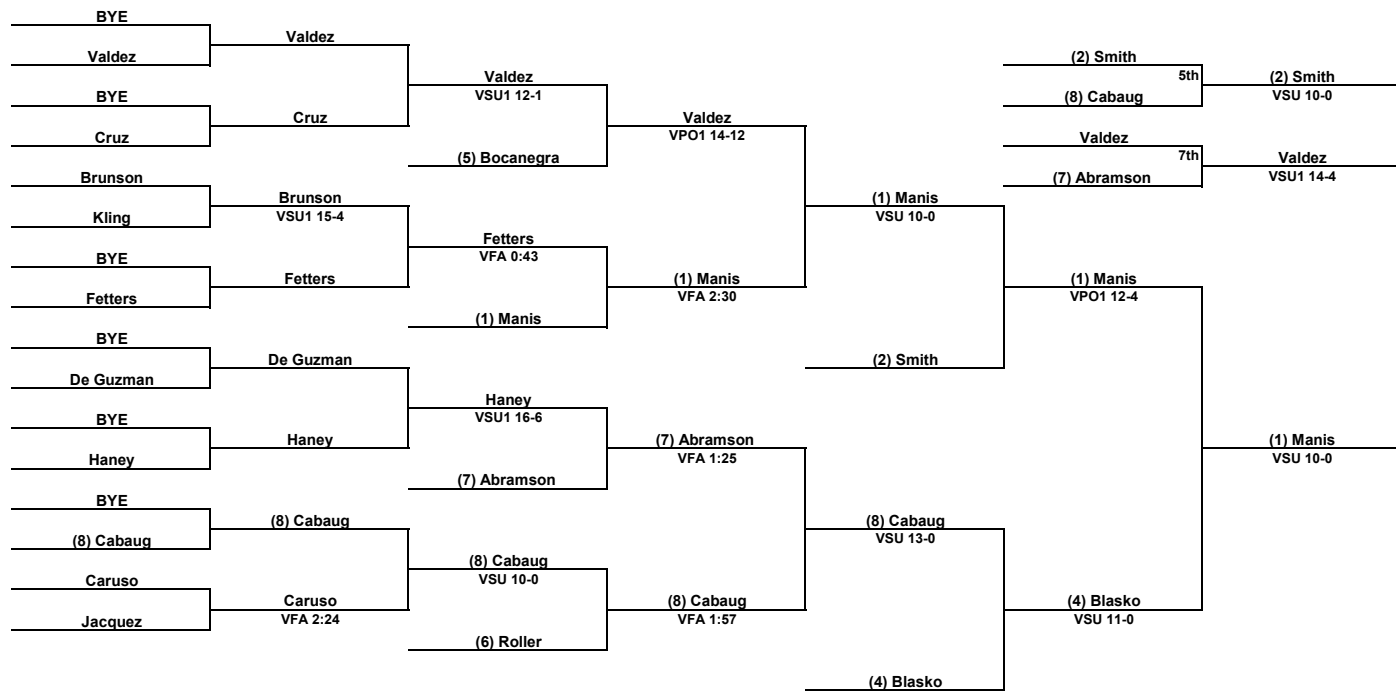 BYE
Valdez
BYE
Cruz
Brunson
Kling
BYE
Fetters
BYE
De Guzman
BYE
Haney
BYE
(8) Cabaug
Caruso
Jacquez
Valdez
Cruz
Brunson
VSU1 15-4
Fetters
De Guzman
Haney
(8) Cabaug
Caruso
VFA 2:24
Valdez
VSU1 12-1
(5) Bocanegra
Fetters
VFA 0:43
(1) Manis
Haney
VSU1 16-6
(7) Abramson
(8) Cabaug
VSU 10-0
(6) Roller
Valdez
VPO1 14-12
(1) Manis
VFA 2:30
(7) Abramson
VFA 1:25
(8) Cabaug
VFA 1:57
(1) Manis
VSU 10-0
(2) Smith
(8) Cabaug
VSU 13-0
(4) Blasko
(1) Manis
VPO1 12-4
(4) Blasko
VSU 11-0
(1) Manis
VSU 10-0
(2) Smith
5th
(8) Cabaug
(2) Smith
VSU 10-0
Valdez
7th
(7) Abramson
Valdez
VSU1 14-4